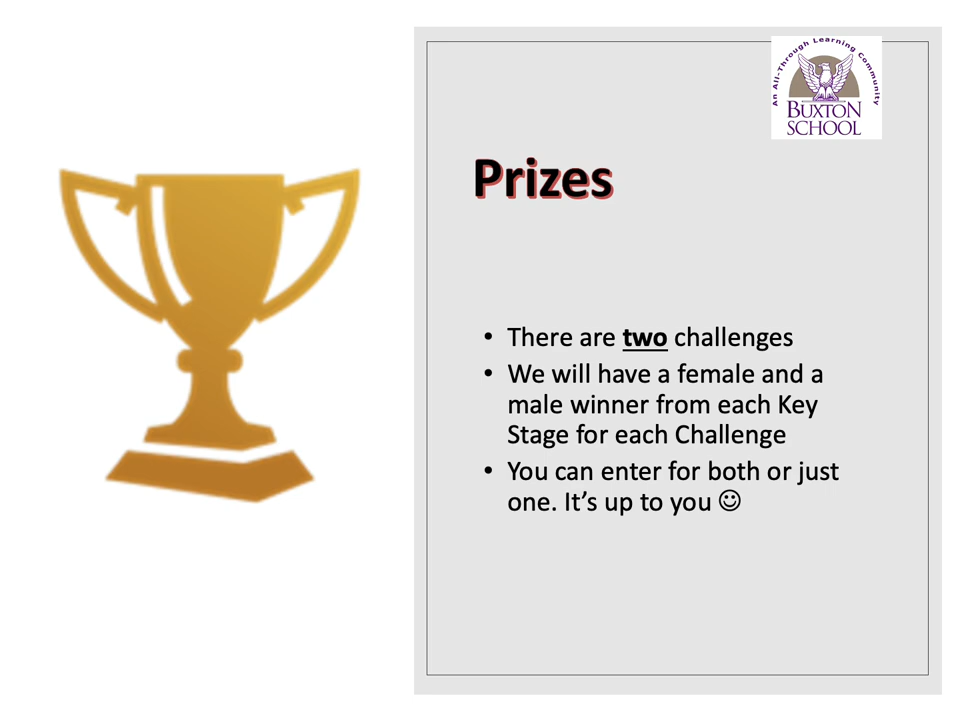 An All-Through Learning Community
BUXTON
SCHOOL
Prizes
• There are two challenges
• We will have a female and a
male winner from each Key
Stage for each Challenge
• You can enter for both or just
one. It’s up to you ☺